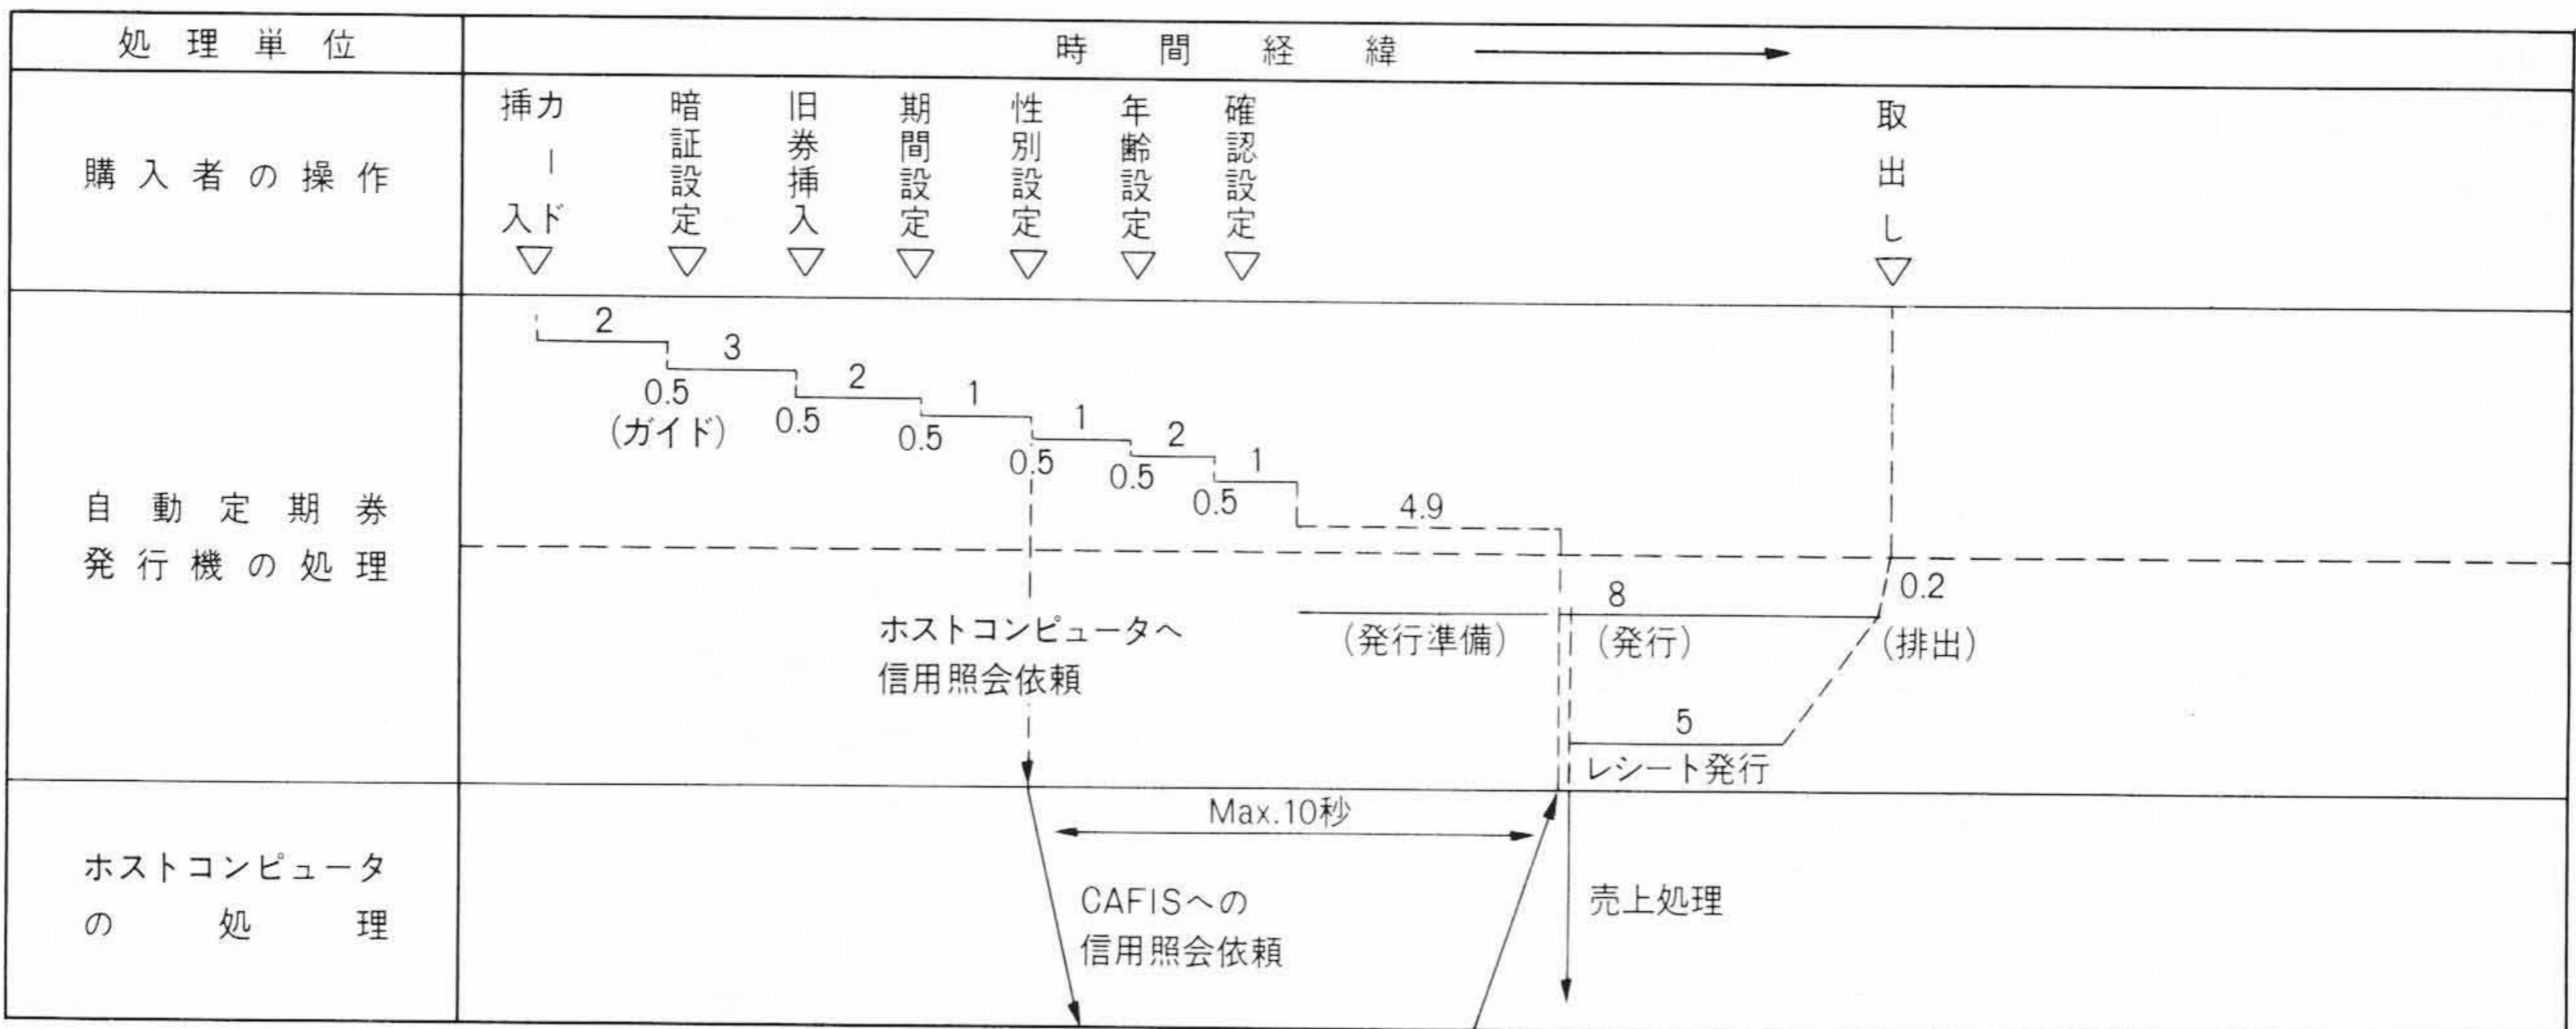 処理単位
時間経緯
購入者の操作
カード挿入
暗証設定
旧券挿入
期間設定
性別設定
年齢設定
確認設定
取出し
自動定期券
発行機の処理
2
3
2
1
1
2
1
0.5
(ガイド)
0.5
0.5
0.5
0.5
0.5
4.9
8
0.2
(発行準備)
(発行)
(排出)
ホストコンピュータへ
信用照会依頼
5
レシート発行
ホストコンピュータ
の処理
Max.10秒
CAFISへの
信用照会依頼
売上処理